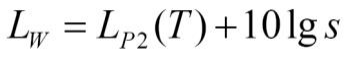 L_W = L_{P2}(T) + 10 lg s